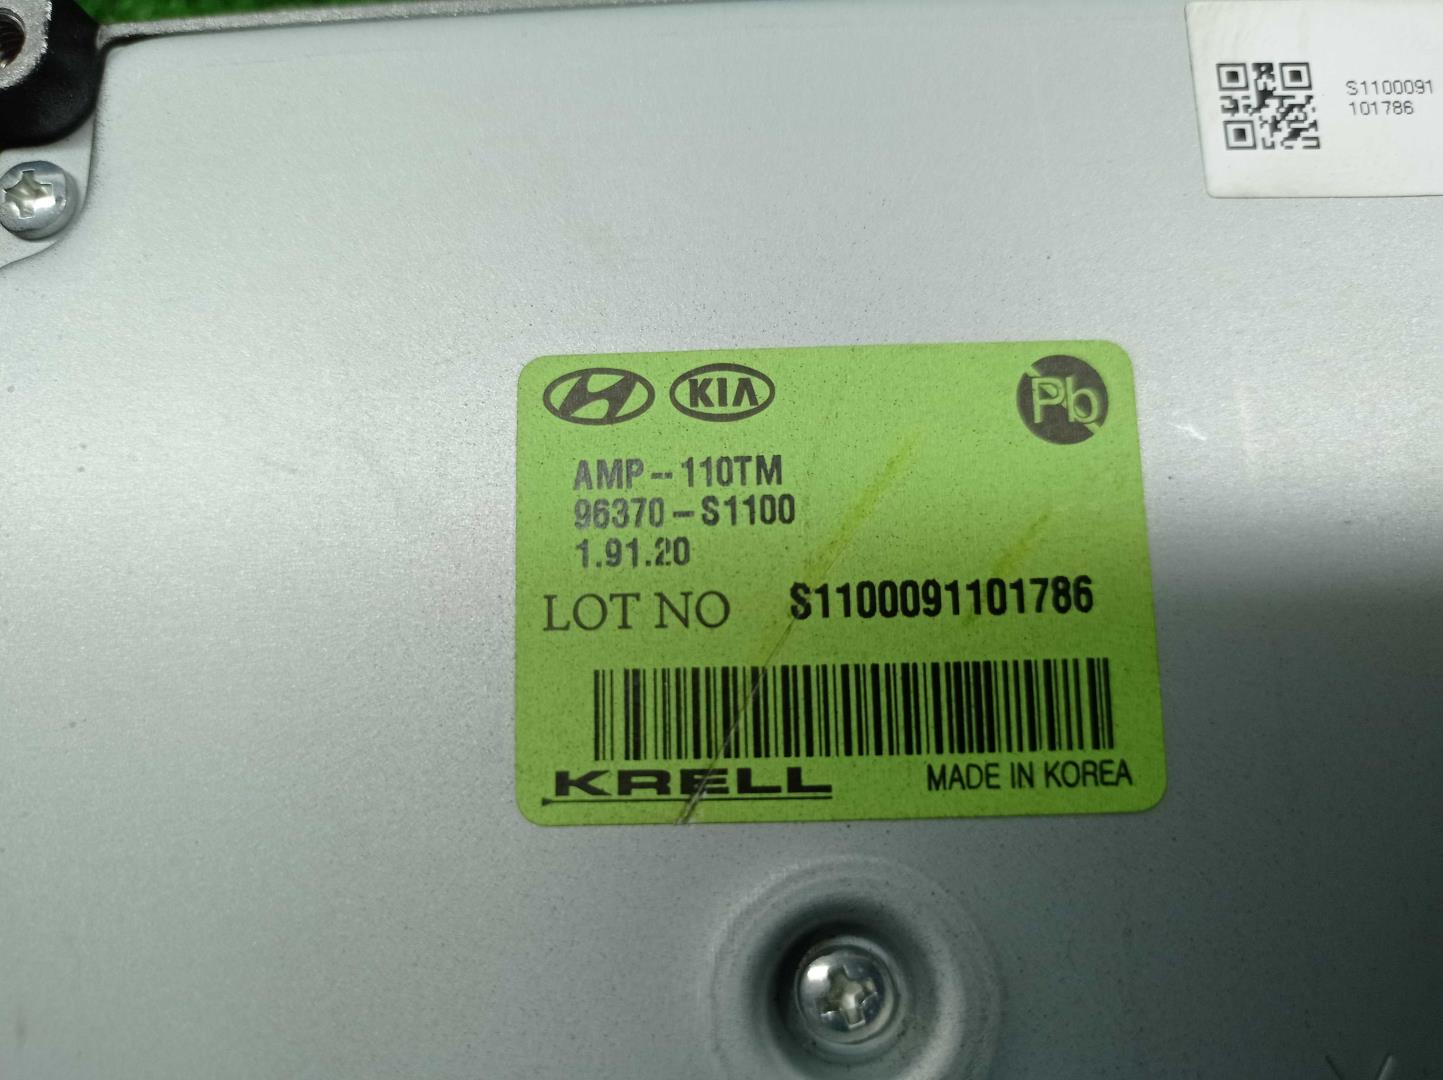 S1100091
101786
KIA
Pb
AMP-110TM
96370-S1100
1.91.20
LOT NO S1100091101786
KRELL MADE IN KOREA